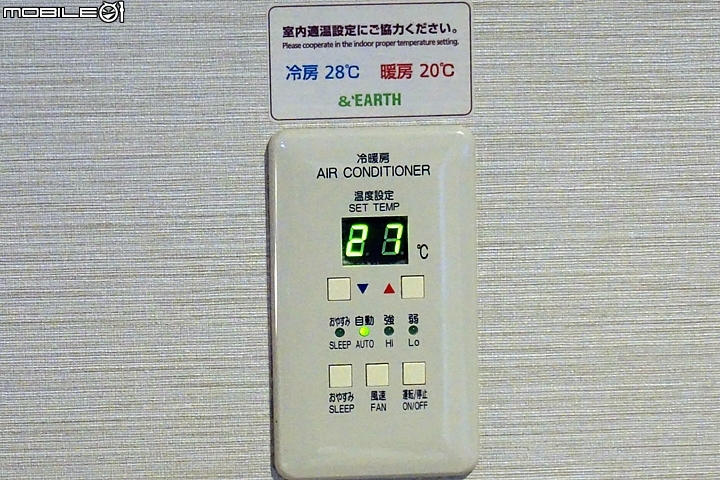 MOBILE01
室内適温設定にご協力ください。
Please cooperate in the indoor proper temperature setting.
冷房 28℃ 暖房 20℃
&EARTH
冷暖房
AIR CONDITIONER
温度設定
SET TEMP
27 ℃
▼ ▲
おやすみ 自動 強 弱
SLEEP AUTO Hi Lo
おやすみ 風速 運転/停止
SLEEP FAN ON/OFF